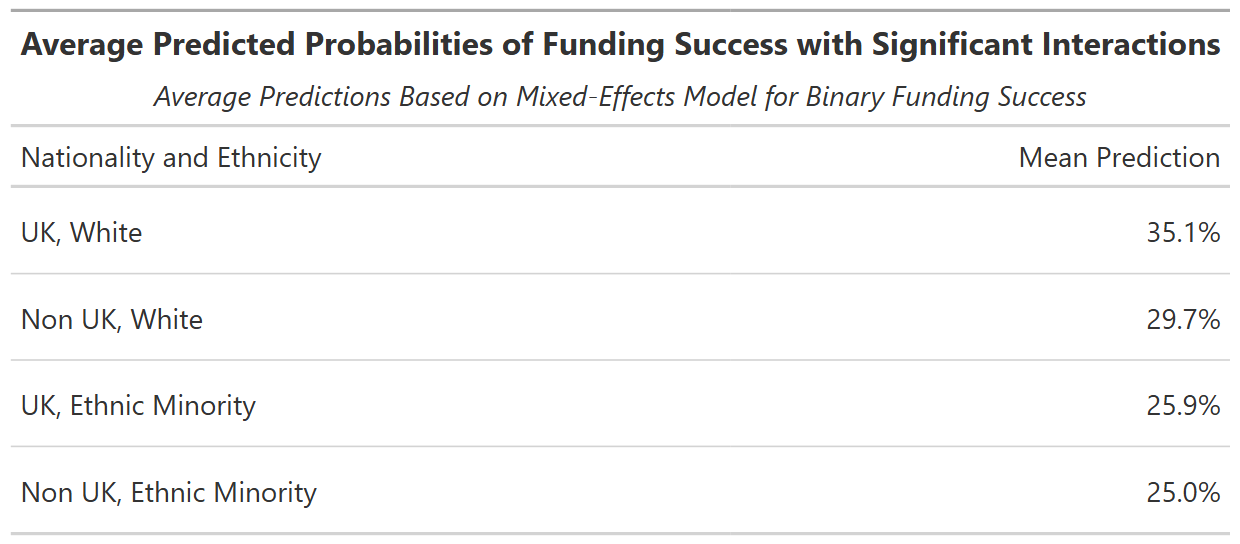 Average Predicted Probabilities of Funding Success with Significant Interactions
Average Predictions Based on Mixed-Effects Model for Binary Funding Success
Nationality and Ethnicity Mean Prediction
UK, White 35.1%
Non UK, White 29.7%
UK, Ethnic Minority 25.9%
Non UK, Ethnic Minority 25.0%